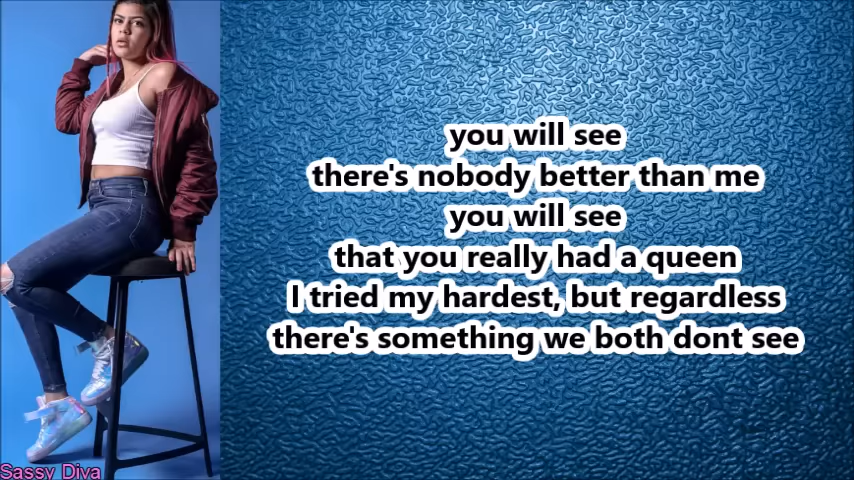 you will see
there's nobody better than me
you will see
that you really had a queen
I tried my hardest, but regardless
there's something we both dont see
Sassy Diva